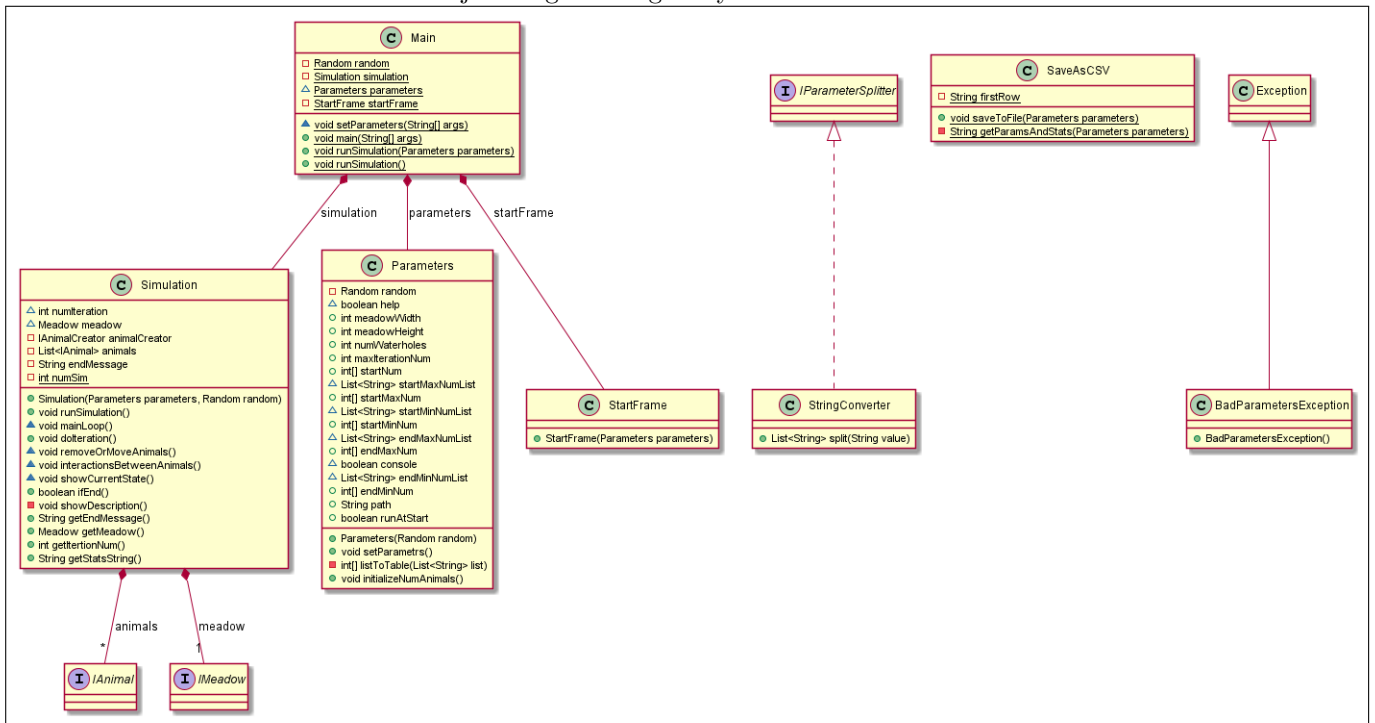 C Main
Random random
Simulation simulation
Parameters parameters
StartFrame startFrame
void setParameters(String[] args)
void main(String[] args)
void runSimulation(Parameters parameters)
void runSimulation()
I IParameterSplitter
C SaveAsCSV
String firstRow
void saveToFile(Parameters parameters)
String getParamsAndStats(Parameters parameters)
C Exception
simulation
parameters
startFrame
C Simulation
int numIteration
Meadow meadow
IAnimalCreator animalCreator
List<IAnimal> animals
String endMessage
int numSim
Simulation(Parameters parameters, Random random)
void runSimulation()
void mainLoop()
void doIteration()
void removeOrMoveAnimals()
void interactionsBetweenAnimals()
void showCurrentState()
boolean ifEnd()
void showDescription()
String getEndMessage()
Meadow getMeadow()
int getItertionNum()
String getStatsString()
C Parameters
Random random
boolean help
int meadowWidth
int meadowHeight
int numWaterholes
int maxIterationNum
int[] startNum
List<String> startMaxNumList
int[] startMaxNum
List<String> startMinNumList
int[] startMinNum
List<String> endMaxNumList
int[] endMaxNum
boolean console
List<String> endMinNumList
int[] endMinNum
String path
boolean runAtStart
Parameters(Random random)
void setParametrs()
int[] listToTable(List<String> list)
void initializeNumAnimals()
C StartFrame
StartFrame(Parameters parameters)
C StringConverter
List<String> split(String value)
C BadParametersException
BadParametersException()
animals
meadow
*
1
I IAnimal
I IMeadow